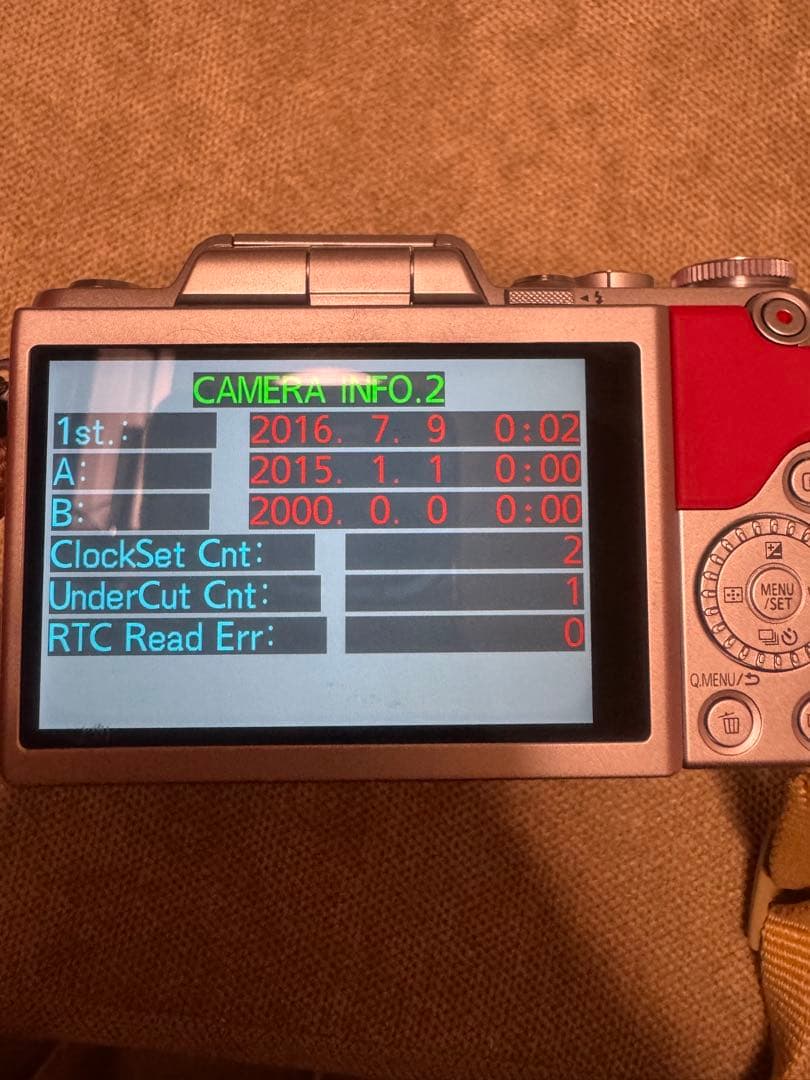 CAMERA INFO.2
1st.: 2016. 7. 9 0:02
A: 2015. 1. 1 0:00
B: 2000. 0. 0 0:00
ClockSet Cnt: 2
UnderCut Cnt: 1
RTC Read Err: 0
MENU
/SET
Q.MENU/